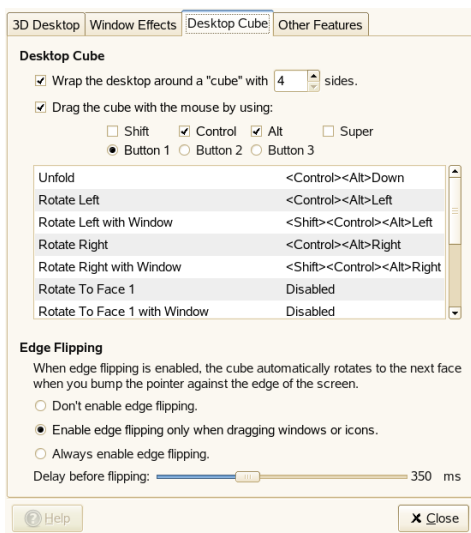 3D Desktop Window Effects Desktop Cube Other Features
Desktop Cube
Wrap the desktop around a "cube" with 4 sides.
Drag the cube with the mouse by using:
Shift Control Alt Super
Button 1 Button 2 Button 3
Unfold <Control><Alt>Down
Rotate Left <Control><Alt>Left
Rotate Left with Window <Shift><Control><Alt>Left
Rotate Right <Control><Alt>Right
Rotate Right with Window <Shift><Control><Alt>Right
Rotate To Face 1 Disabled
Rotate To Face 1 with Window Disabled
Edge Flipping
When edge flipping is enabled, the cube automatically rotates to the next face
when you bump the pointer against the edge of the screen.
Don't enable edge flipping.
Enable edge flipping only when dragging windows or icons.
Always enable edge flipping.
Delay before flipping: 350 ms
Help Close